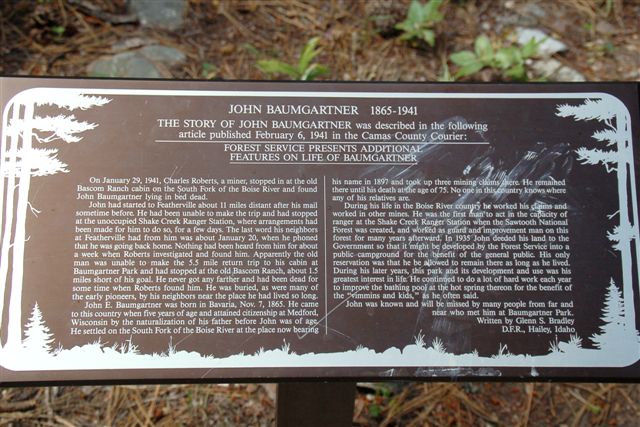 JOHN BAUMGARTNER 1865-1941
THE STORY OF JOHN BAUMGARTNER was described in the following
article published February 6, 1941 in the Camas County Courier:
FOREST SERVICE PRESENTS ADDITIONAL
FEATURES ON LIFE OF BAUMGARTNER
On January 29, 1941, Charles Roberts, a miner, stopped in at the old
Bascom Ranch cabin on the South Fork of the Boise River and found
John Baumgartner lying in bed dead.
John had started to Featherville about 11 miles distant after his mail
sometime before. He had been unable to make the trip and had stopped
at the unoccupied Shake Creek Ranger Station, where arrangements had
been made for him to do so, for a few days. The last word his neighbors
at Featherville had from him was about January 20, when he phoned
that he was going back home. Nothing had been heard from him for about
a week when Roberts investigated and found him. Apparently the old
man was unable to make the 5.5 mile return trip to his cabin at
Baumgartner Park and had stopped at the old Bascom Ranch, about 1.5
miles short of his goal. He never got any farther and had been dead for
some time when Roberts found him. He was buried, as were many of
the early pioneers, by his neighbors near the place he had lived so long.
John E. Baumgartner was born in Bavaria, Nov. 7, 1865. He came
to this country when five years of age and attained citizenship at Medford,
Wisconsin by the naturalization of his father before John was of age.
He settled on the South Fork of the Boise River at the place now bearing
his name in 1897 and took up three mining claims there. He remained
there until his death at the age of 75. No one in this country knows where
any of his relatives are.
During his life in the Boise River country he worked his claims and
worked in other mines. He was the first man to act in the capacity of
ranger at the Shake Creek Ranger Station when the Sawtooth National
Forest was created, and worked as guard and improvement man on this
forest for many years afterward. In 1935 John deeded his land to the
Government so that it might be developed by the Forest Service into a
public campground for the benefit of the general public. His only
reservation was that he be allowed to remain there as long as he lived.
During his later years, this park and its development and use was his
greatest interest in life. He continued to do a lot of hard work each year
to improve the bathing pool at the hot spring thereon for the benefit of
the "wimmins and kids," as he often said.
John was known and will be missed by many people from far and
near who met him at Baumgartner Park.
Written by Glenn S. Bradley
D.F.R., Hailey, Idaho